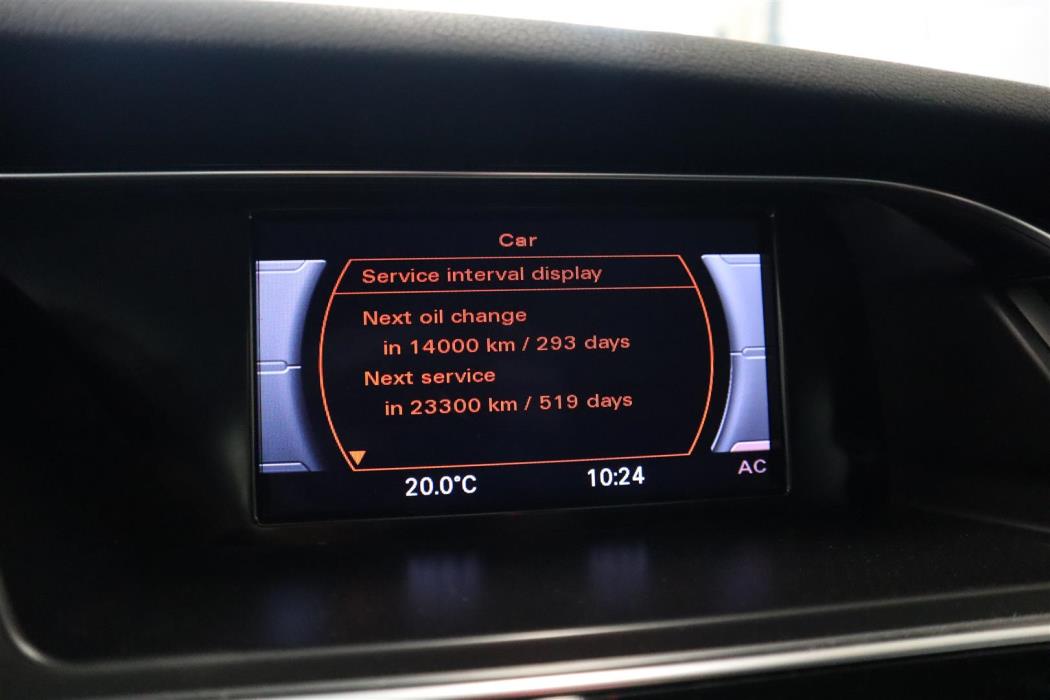 Car
Service interval display
Next oil change
in 14000 km / 293 days
Next service
in 23300 km / 519 days
20.0°C 10:24 AC